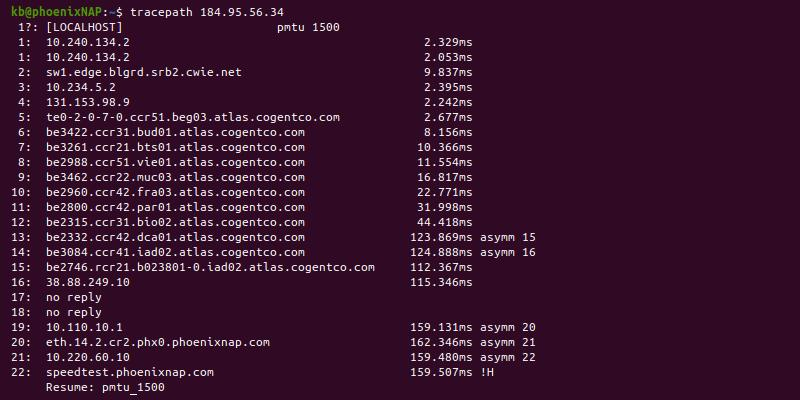 kb@phoenixNAP:~$ tracepath 184.95.56.34
1?: [LOCALHOST] pmtu 1500
1: 10.240.134.2 2.329ms
1: 10.240.134.2 2.053ms
2: sw1.edge.blgrd.srb2.cwie.net 9.837ms
3: 10.234.5.2 2.395ms
4: 131.153.98.9 2.242ms
5: te0-2-0-7-0.ccr51.beg03.atlas.cogentco.com 2.677ms
6: be3422.ccr31.bud01.atlas.cogentco.com 8.156ms
7: be3261.ccr21.bts01.atlas.cogentco.com 10.366ms
8: be2988.ccr51.vie01.atlas.cogentco.com 11.554ms
9: be3462.ccr22.muc03.atlas.cogentco.com 16.817ms
10: be2960.ccr42.fra03.atlas.cogentco.com 22.771ms
11: be2800.ccr42.par01.atlas.cogentco.com 31.998ms
12: be2315.ccr31.bio02.atlas.cogentco.com 44.418ms
13: be2332.ccr42.dca01.atlas.cogentco.com 123.869ms asymm 15
14: be3084.ccr41.iad02.atlas.cogentco.com 124.888ms asymm 16
15: be2746.rcr21.b023801-0.iad02.atlas.cogentco.com 112.367ms
16: 38.88.249.10 115.346ms
17: no reply
18: no reply
19: 10.110.10.1 159.131ms asymm 20
20: eth.14.2.cr2.phx0.phoenixnap.com 162.346ms asymm 21
21: 10.220.60.10 159.480ms asymm 22
22: speedtest.phoenixnap.com 159.507ms !H
Resume: pmtu 1500